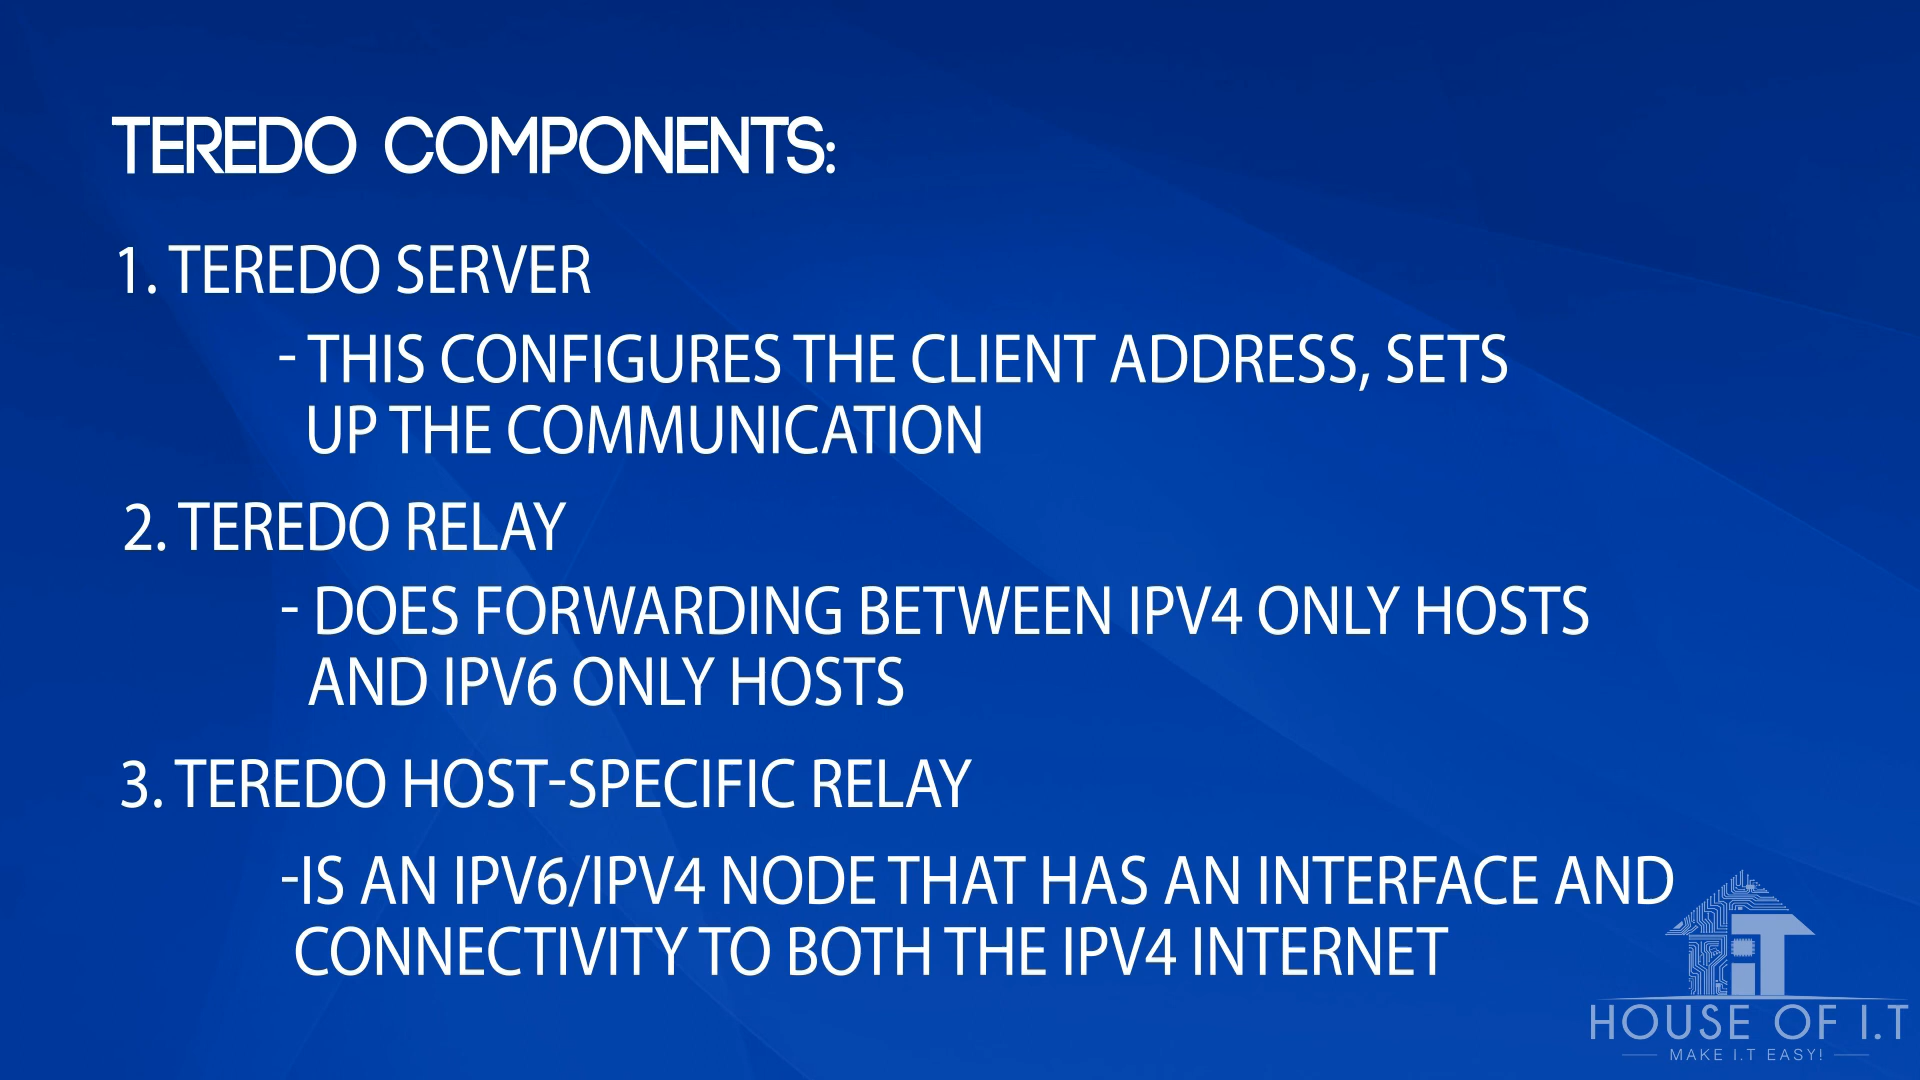 TEREDO COMPONENTS:
1. TEREDO SERVER
- THIS CONFIGURES THE CLIENT ADDRESS, SETS
UP THE COMMUNICATION
2. TEREDO RELAY
- DOES FORWARDING BETWEEN IPV4 ONLY HOSTS
AND IPV6 ONLY HOSTS
3. TEREDO HOST-SPECIFIC RELAY
-IS AN IPV6/IPV4 NODE THAT HAS AN INTERFACE AND
CONNECTIVITY TO BOTH THE IPV4 INTERNET
iT
HOUSE OF I.T
MAKE I.T EASY!